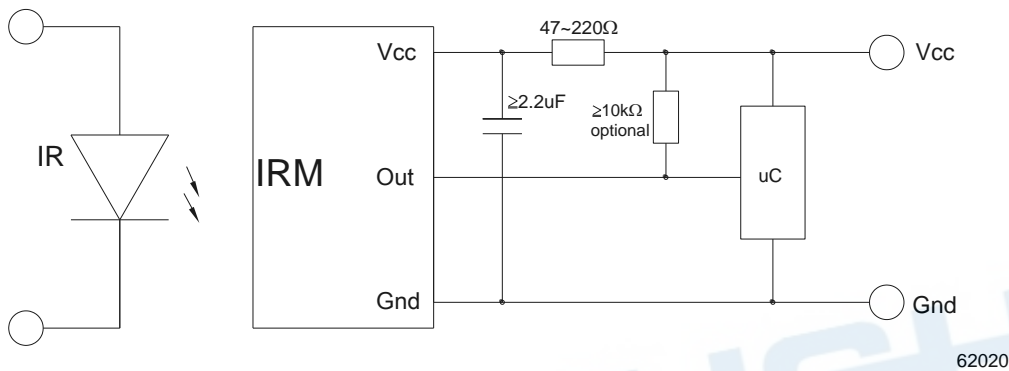 47~220Ω
Vcc
Vcc
≥2.2uF
≥10kΩ
optional
IR
IRM
Out
uC
Gnd
Gnd
62020